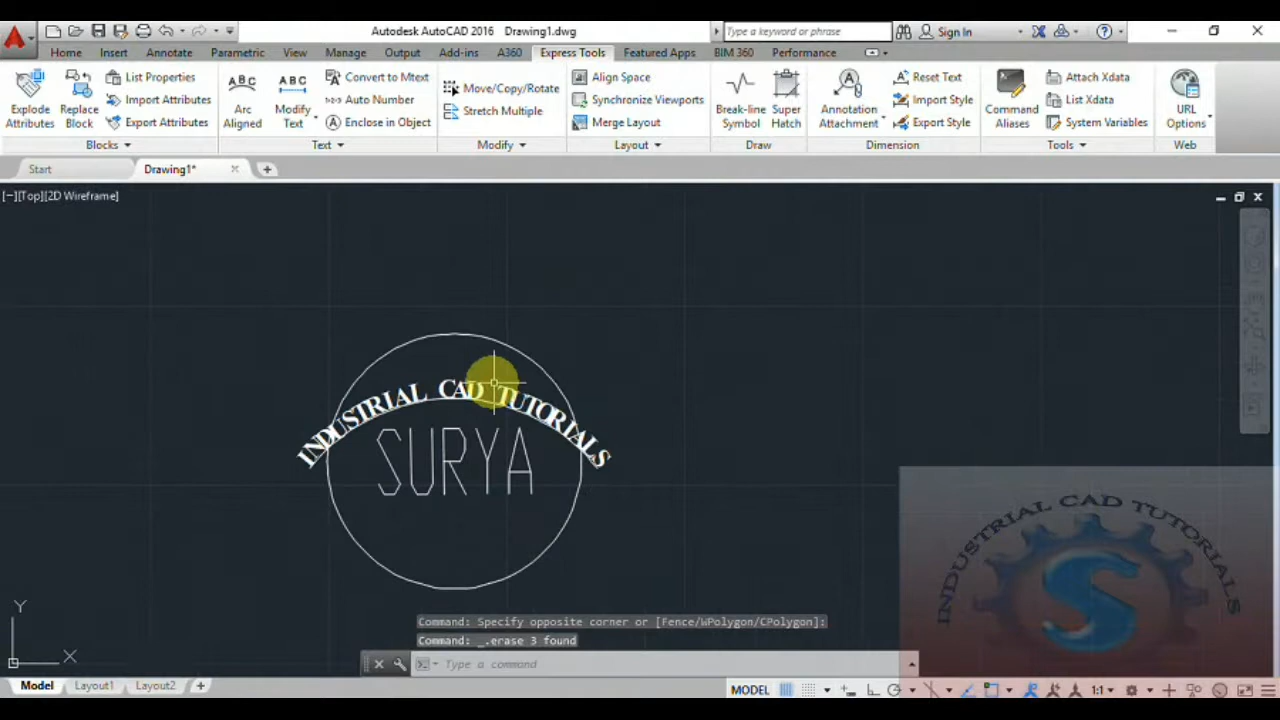 Autodesk AutoCAD 2016 Drawing1.dwg
Type a keyword or phrase
Sign In
Home Insert Annotate Parametric View Manage Output Add-ins A360 Express Tools Featured Apps BIM 360 Performance
Explode Attributes
Replace Block
List Properties
Import Attributes
Export Attributes
ABC
Arc Aligned
ABC
Modify Text
Convert to Mtext
Auto Number
Enclose in Object
Move/Copy/Rotate
Stretch Multiple
Align Space
Synchronize Viewports
Merge Layout
Break-line Symbol
Super Hatch
Annotation Attachment
Reset Text
Import Style
Export Style
Command Aliases
Attach Xdata
List Xdata
System Variables
URL Options
Blocks Text Modify Layout Draw Dimension Tools Web
Start Drawing1*
[−][Top][2D Wireframe]
INDUSTRIAL CAD TUTORIALS
SURYA
INDUSTRIAL CAD TUTORIALS
S
Y
X
Command: Specify opposite corner or [Fence/WPolygon/CPolygon]:
Command: _.erase 3 found
Type a command
Model Layout1 Layout2
MODEL 1:1